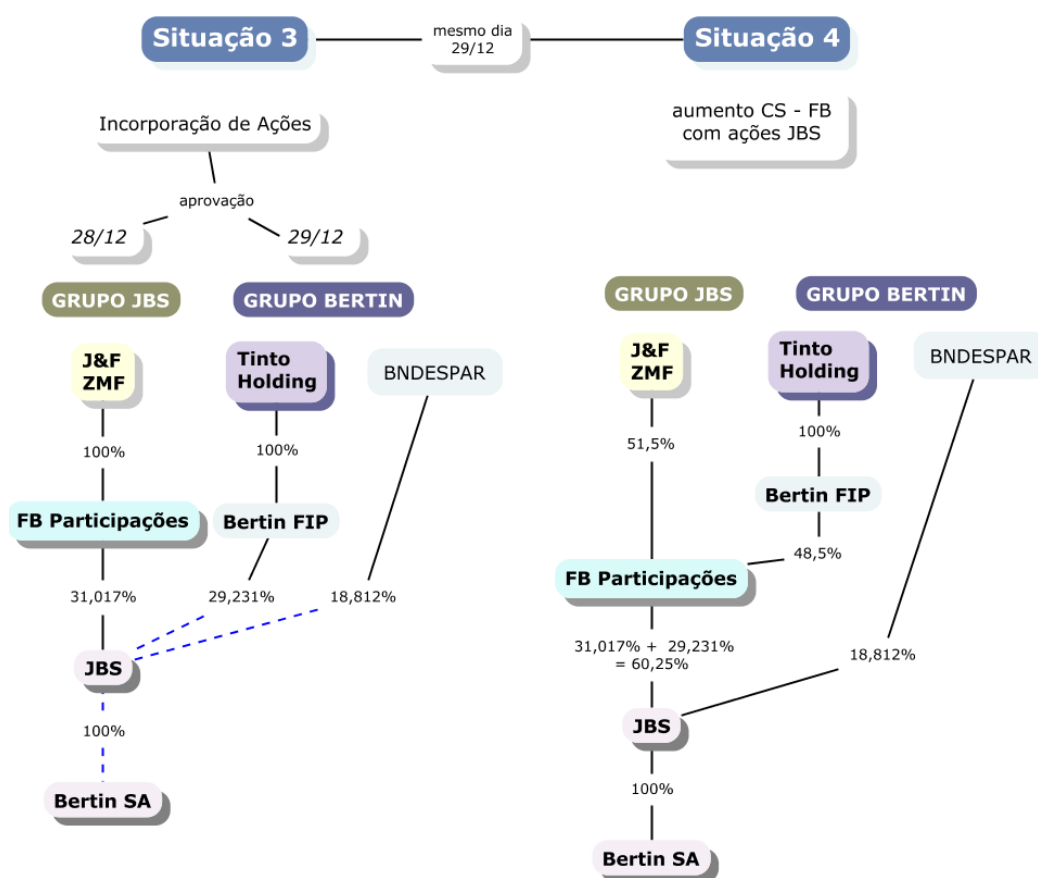 Situação 3
mesmo dia
29/12
Situação 4
Incorporação de Ações
aprovação
28/12
29/12
aumento CS - FB
com ações JBS
GRUPO JBS
GRUPO BERTIN
J&F
ZMF
Tinto
Holding
BNDESPAR
100%
100%
FB Participações
Bertin FIP
31,017%
29,231%
18,812%
JBS
100%
Bertin SA
GRUPO JBS
GRUPO BERTIN
J&F
ZMF
Tinto
Holding
BNDESPAR
51,5%
100%
Bertin FIP
48,5%
FB Participações
31,017% + 29,231%
= 60,25%
18,812%
JBS
100%
Bertin SA